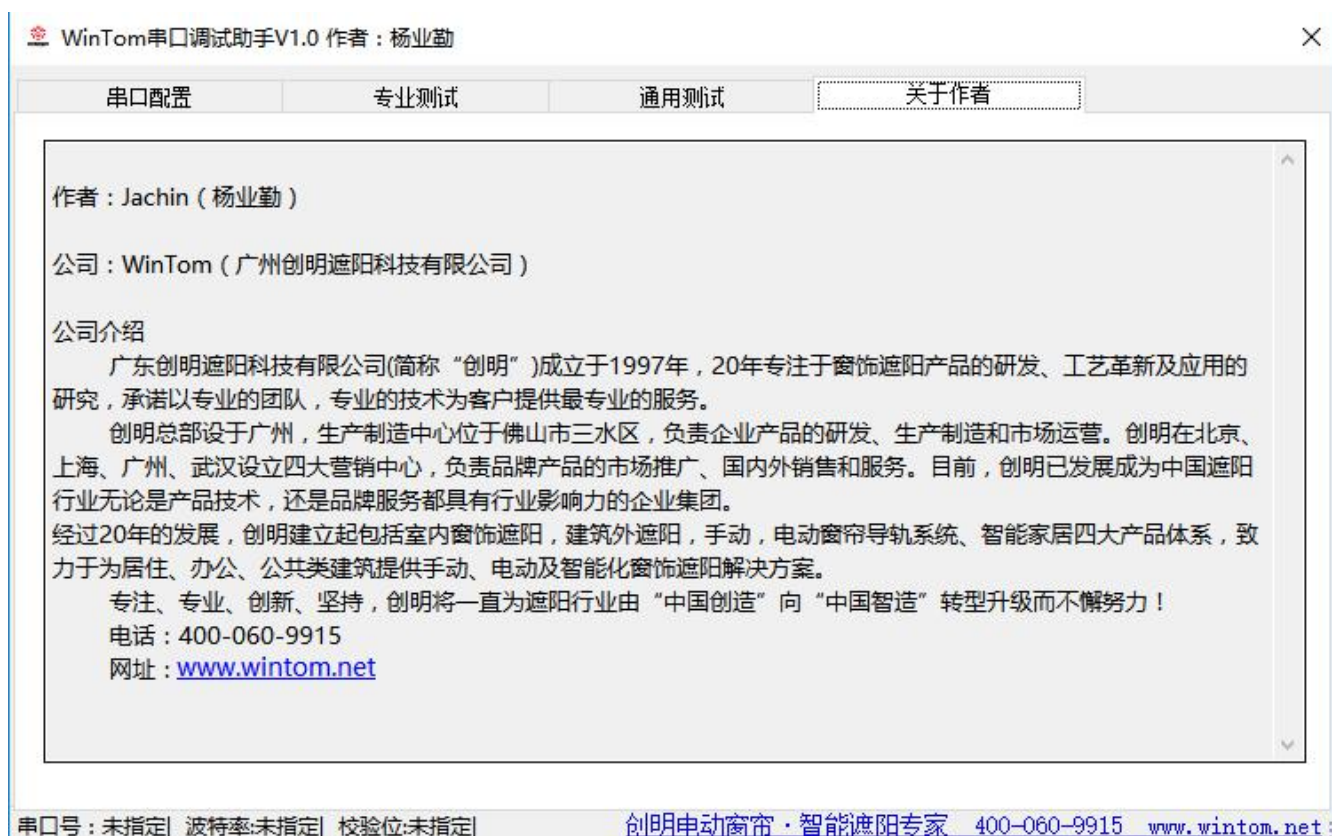 WinTom串口调试助手V1.0 作者：杨业勤
串口配置 专业测试 通用测试 关于作者
作者：Jachin（杨业勤）
公司：WinTom（广州创明遮阳科技有限公司）
公司介绍
广东创明遮阳科技有限公司(简称“创明”)成立于1997年，20年专注于窗饰遮阳产品的研发、工艺革新及应用的
研究，承诺以专业的团队，专业的技术为客户提供最专业的服务。
创明总部设于广州，生产制造中心位于佛山市三水区，负责企业产品的研发、生产制造和市场运营。创明在北京、
上海、广州、武汉设立四大营销中心，负责品牌产品的市场推广、国内外销售和服务。目前，创明已发展成为中国遮阳
行业无论是产品技术，还是品牌服务都具有行业影响力的企业集团。
经过20年的发展，创明建立起包括室内窗饰遮阳，建筑外遮阳，手动，电动窗帘导轨系统、智能家居四大产品体系，致
力于为居住、办公、公共类建筑提供手动、电动及智能化窗饰遮阳解决方案。
专注、专业、创新、坚持，创明将一直为遮阳行业由“中国创造”向“中国智造”转型升级而不懈努力！
电话：400-060-9915
网址：www.wintom.net
串口号：未指定| 波特率:未指定| 校验位:未指定| 创明电动窗帘·智能遮阳专家 400-060-9915 www.wintom.net